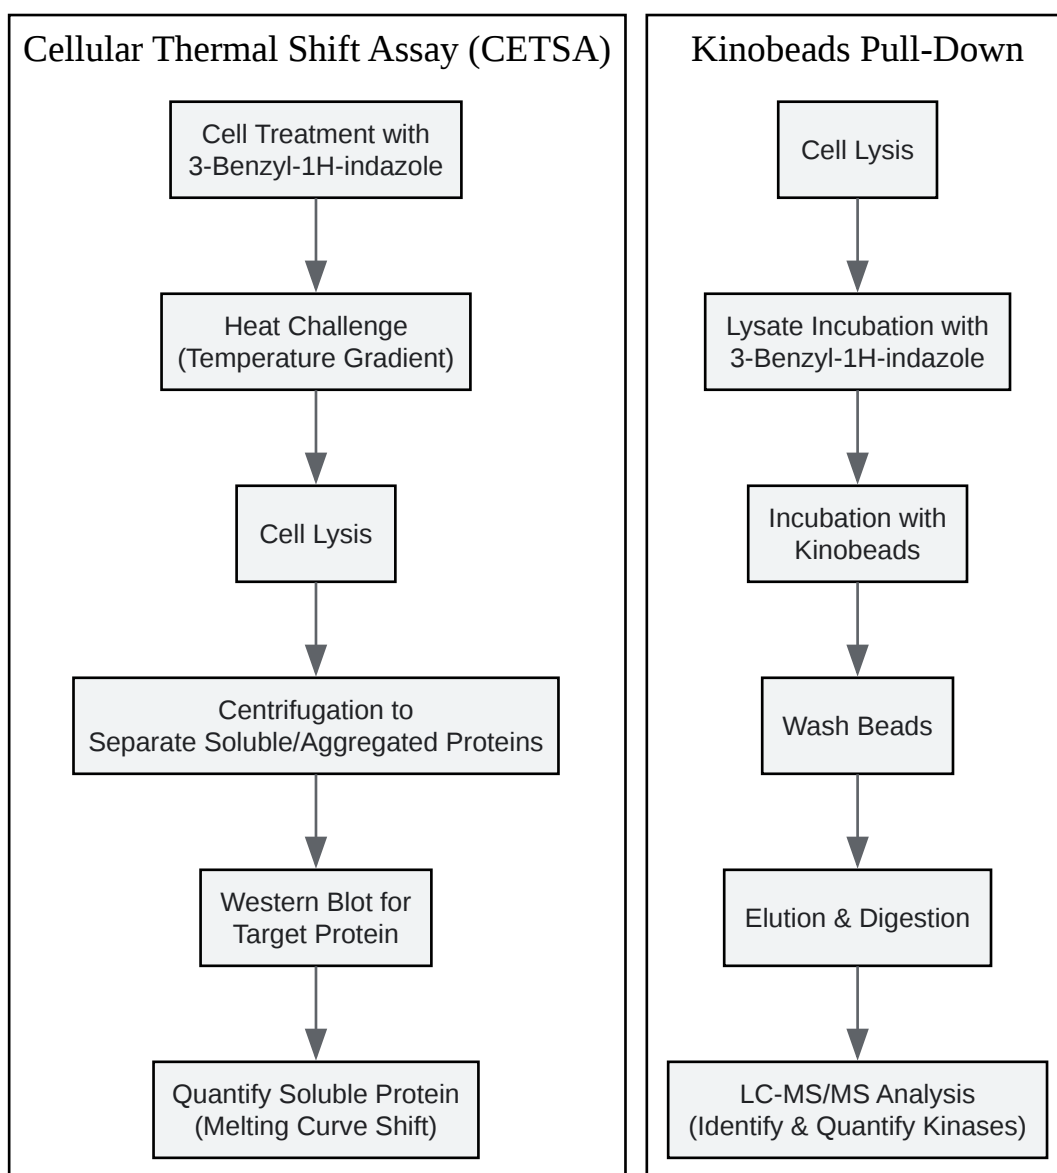 Cellular Thermal Shift Assay (CETSA)
Cell Treatment with
3-Benzyl-1H-indazole
Heat Challenge
(Temperature Gradient)
Cell Lysis
Centrifugation to
Separate Soluble/Aggregated Proteins
Western Blot for
Target Protein
Quantify Soluble Protein
(Melting Curve Shift)
Kinobeads Pull-Down
Cell Lysis
Lysate Incubation with
3-Benzyl-1H-indazole
Incubation with
Kinobeads
Wash Beads
Elution & Digestion
LC-MS/MS Analysis
(Identify & Quantify Kinases)